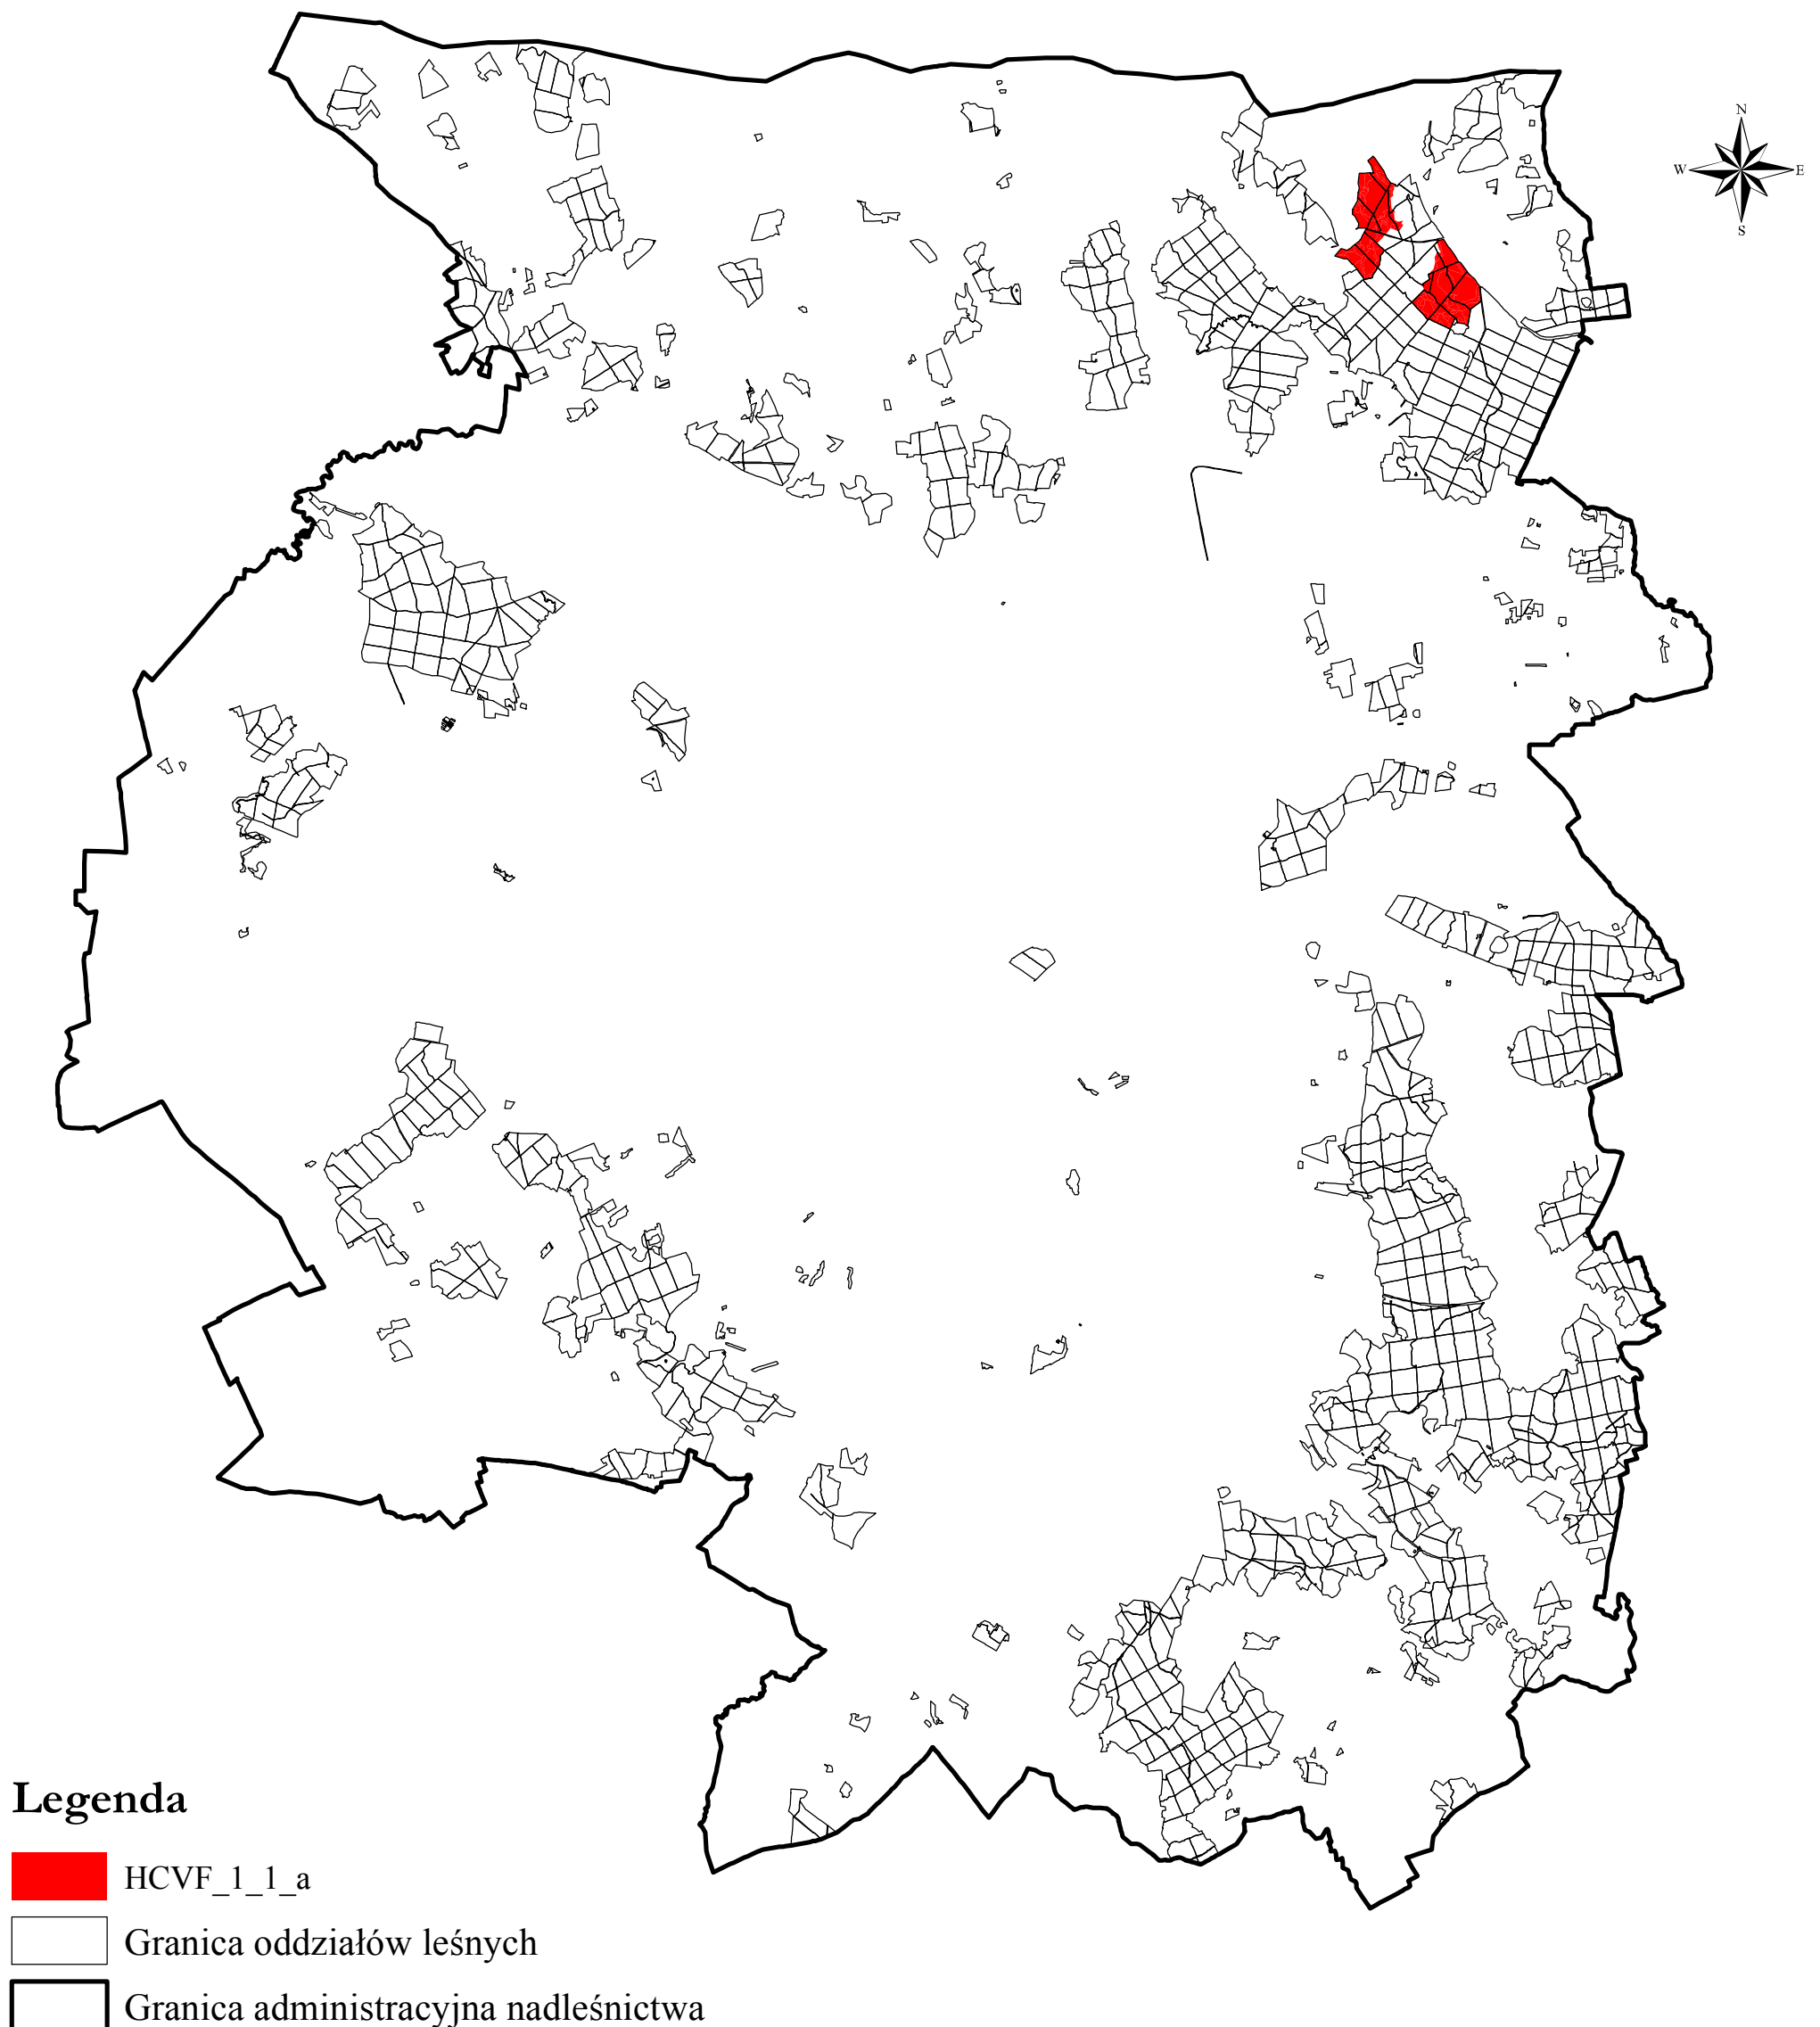 N
W E
S
Legenda
HCVF_1_1_a
Granica oddziałów leśnych
Granica administracyjna nadleśnictwa